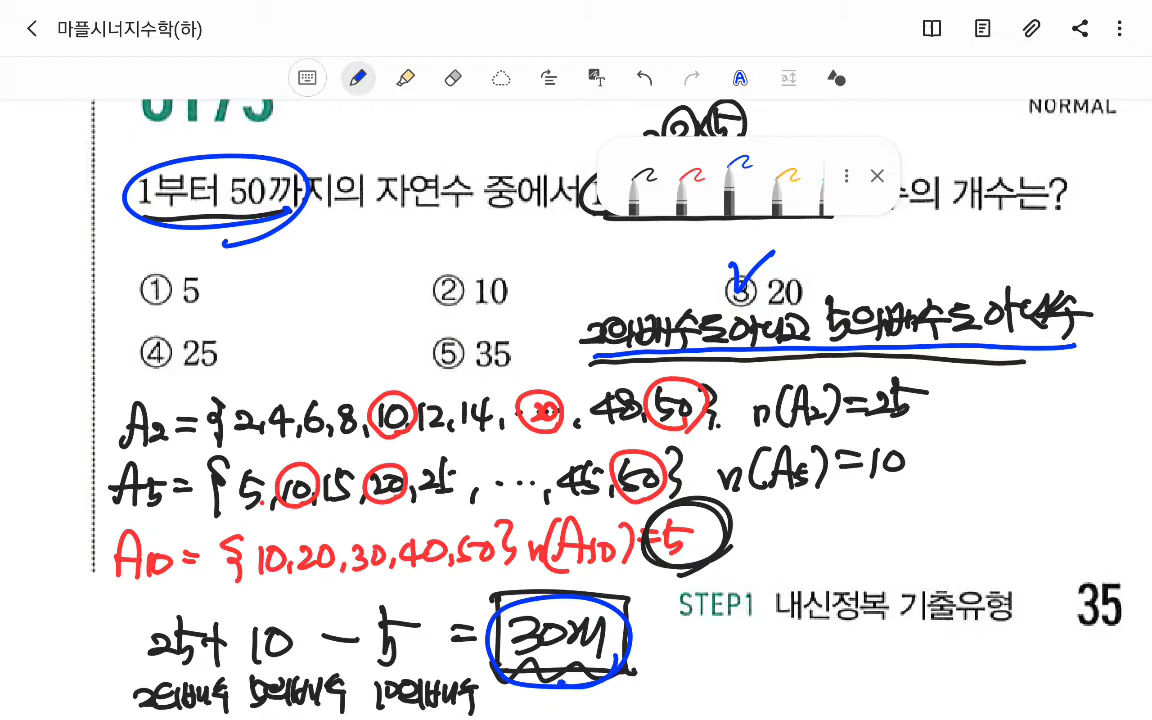 마플시너지수학(하)
NORMAL
1부터 50까지의 자연수 중에서 수의 개수는?
① 5 ② 10 ③ 20
④ 25 ⑤ 35
2의배수도아니고 5의배수도 아닌수
A2 = {2,4,6,8,10,12,14, ..., 48,50}. n(A2)=25
A5 = { 5,10,15,20,25, ..., 45,50} n(A5)=10
A10 = {10,20,30,40,50} n(A10)=5
STEP1 내신정복 기출유형 35
25+ 10 - 5 = 30개
2의배수 5의배수 10의배수